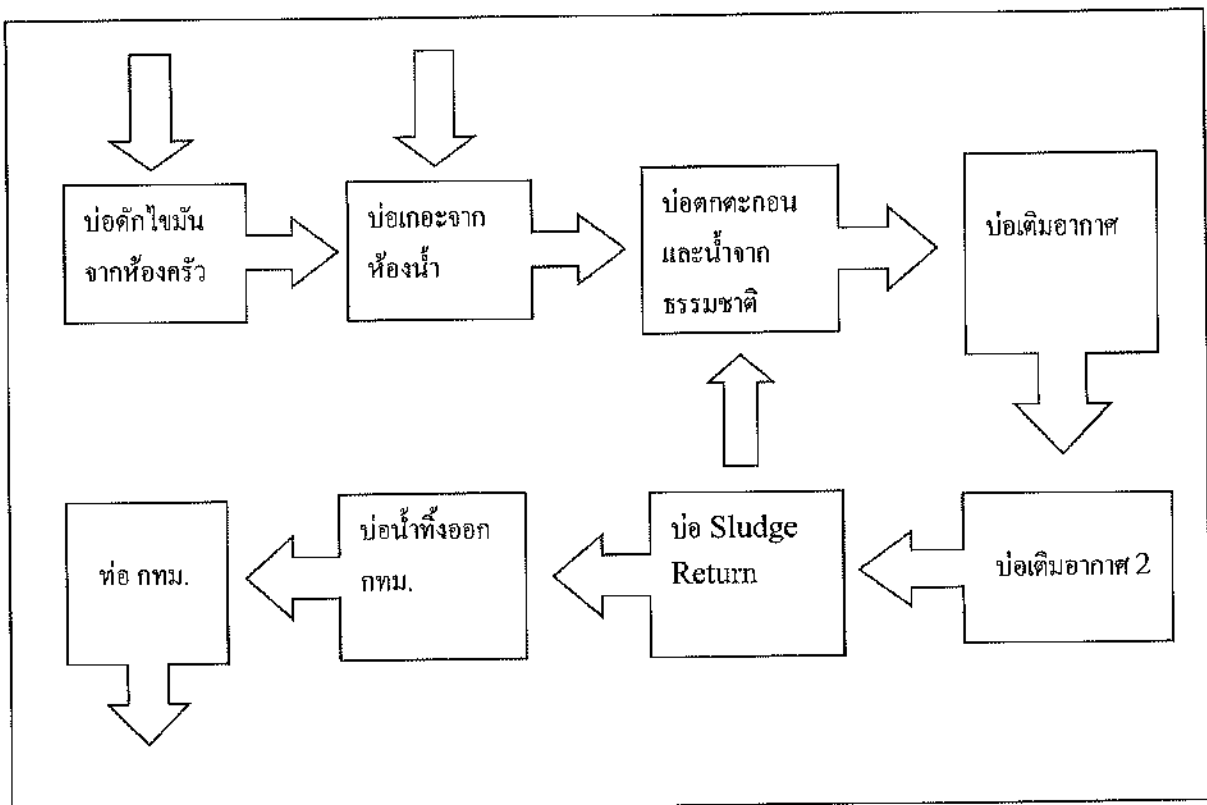 บ่อดักไขมัน
จากห้องครัว
บ่อเกอะจาก
ห้องน้ำ
บ่อตกตะกอน
และน้ำจาก
ธรรมชาติ
บ่อเติมอากาศ
บ่อเติมอากาศ 2
บ่อ Sludge
Return
บ่อน้ำทิ้งออก
กทม.
ท่อ กทม.